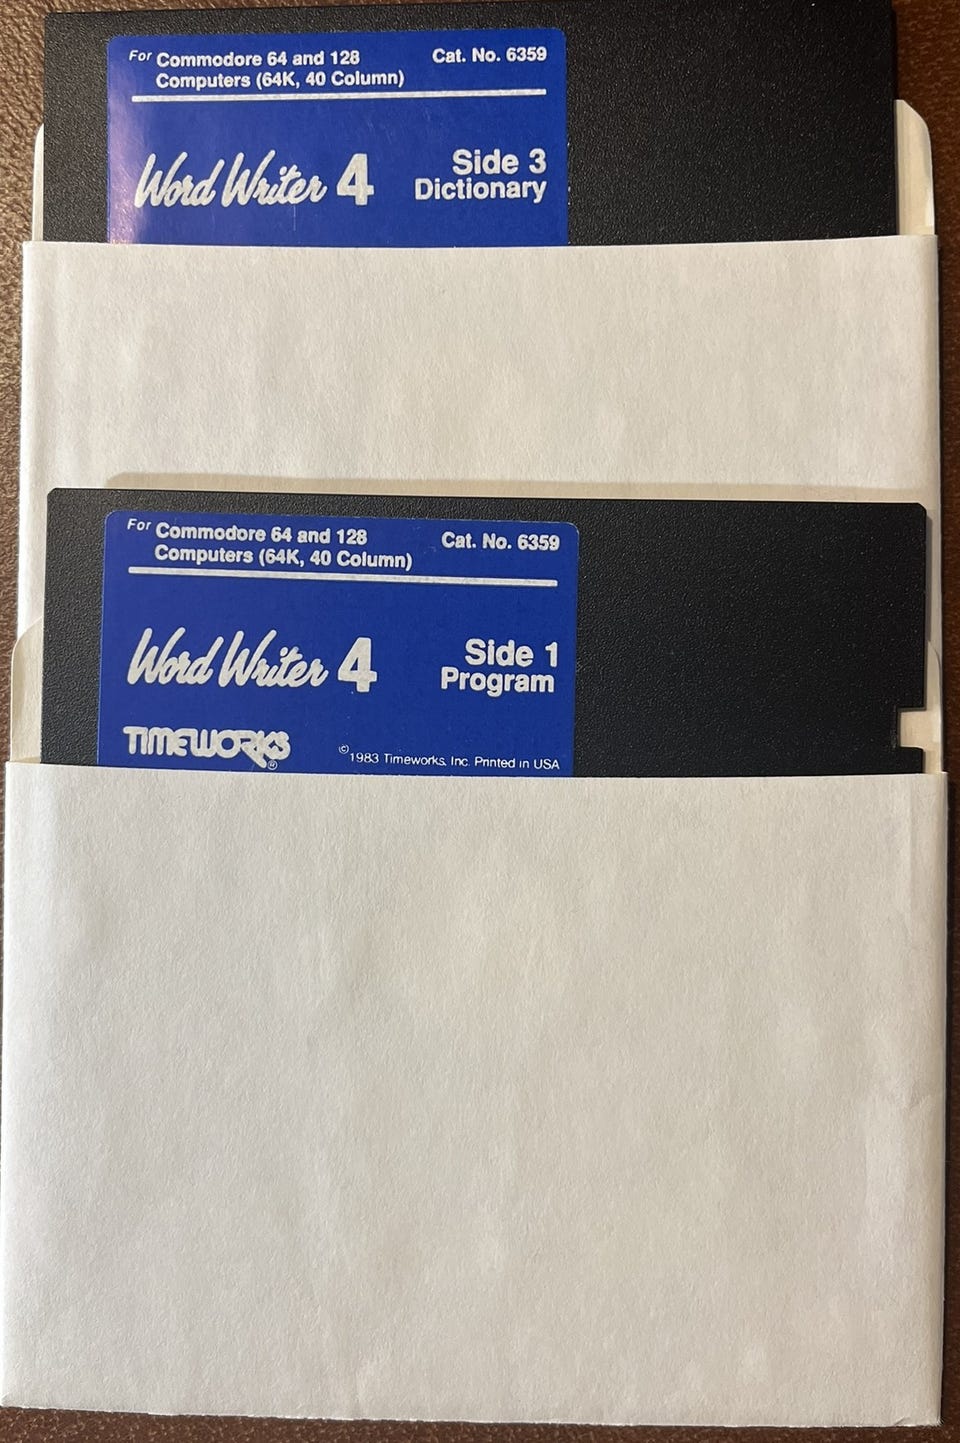 For Commodore 64 and 128 Cat. No. 6359
Computers (64K, 40 Column)
Word Writer 4 Side 3
Dictionary
For Commodore 64 and 128 Cat. No. 6359
Computers (64K, 40 Column)
Word Writer 4 Side 1
Program
TIMEWORKS® ©1983 Timeworks, Inc. Printed in USA